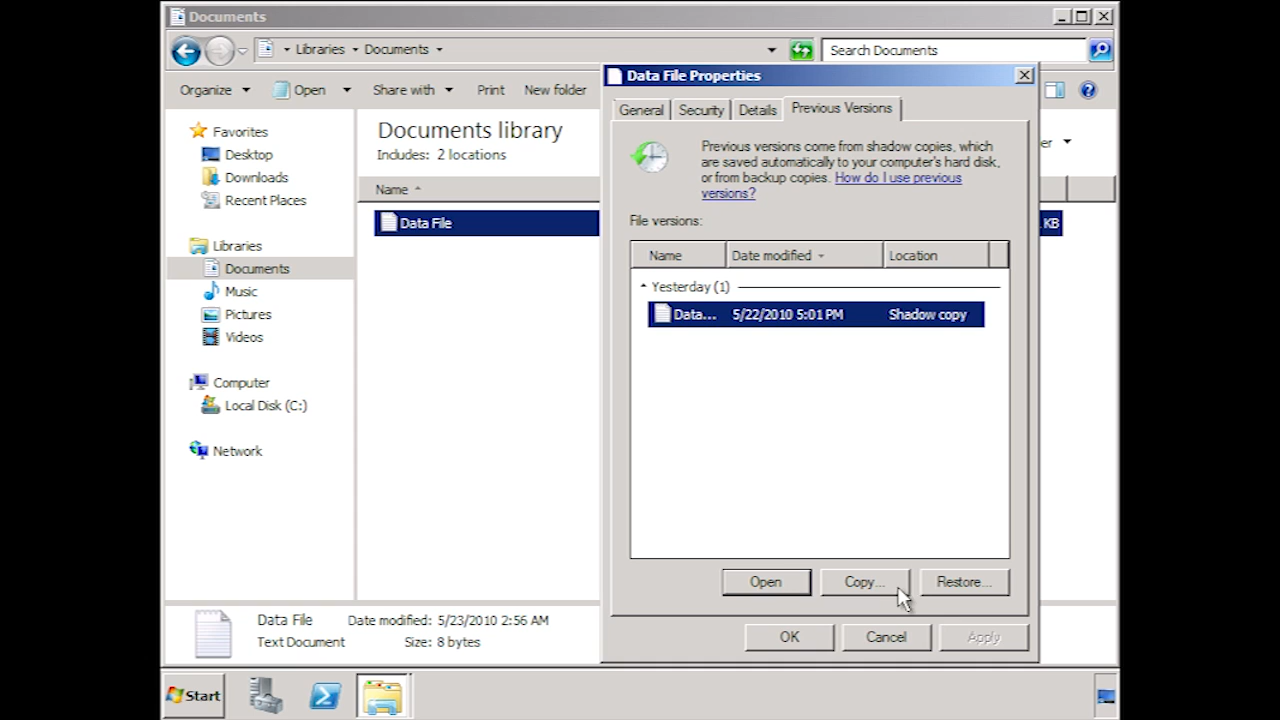 Documents
Libraries Documents
Search Documents
Organize Open Share with Print New folder
Favorites
Desktop
Downloads
Recent Places
Libraries
Documents
Music
Pictures
Videos
Computer
Local Disk (C:)
Network
Documents library
Includes: 2 locations
Name
Data File
KB
Data File Properties
General Security Details Previous Versions
Previous versions come from shadow copies, which
are saved automatically to your computer's hard disk,
or from backup copies. How do I use previous
versions?
File versions:
Name Date modified Location
Yesterday (1)
Data... 5/22/2010 5:01 PM Shadow copy
Open Copy... Restore...
OK Cancel Apply
Data File Date modified: 5/23/2010 2:56 AM
Text Document Size: 8 bytes
Start